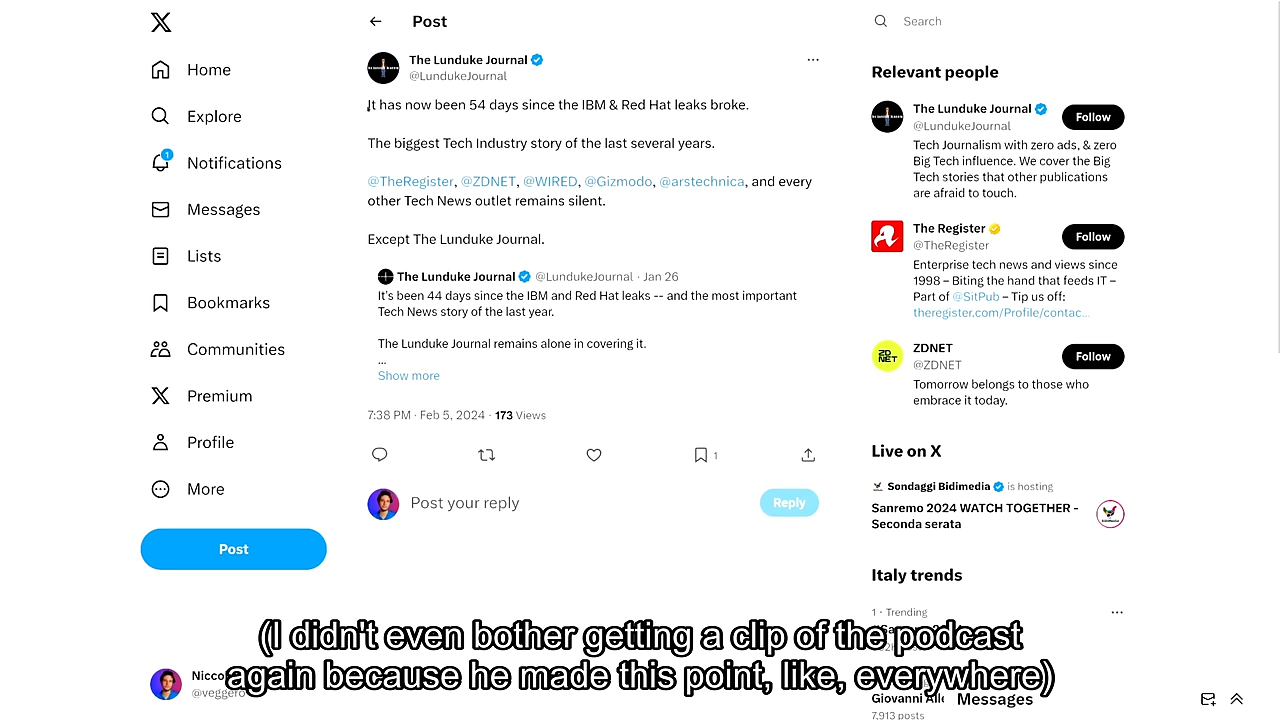 Home
Explore
1
Notifications
Messages
Lists
Bookmarks
Communities
Premium
Profile
More
Post
Post
The Lunduke Journal
@LundukeJournal
It has now been 54 days since the IBM & Red Hat leaks broke.
The biggest Tech Industry story of the last several years.
@TheRegister, @ZDNET, @WIRED, @Gizmodo, @arstechnica, and every
other Tech News outlet remains silent.
Except The Lunduke Journal.
The Lunduke Journal @LundukeJournal · Jan 26
It's been 44 days since the IBM and Red Hat leaks -- and the most important
Tech News story of the last year.
The Lunduke Journal remains alone in covering it.
...
Show more
7:38 PM · Feb 5, 2024 · 173 Views
1
Post your reply
Reply
Search
Relevant people
The Lunduke Journal
@LundukeJournal
Follow
Tech Journalism with zero ads, & zero
Big Tech influence. We cover the Big
Tech stories that other publications
are afraid to touch.
The Register
@TheRegister
Follow
Enterprise tech news and views since
1998 – Biting the hand that feeds IT –
Part of @SitPub – Tip us off:
theregister.com/Profile/contac...
ZDNET
@ZDNET
Follow
Tomorrow belongs to those who
embrace it today.
Live on X
Sondaggi Bidimedia is hosting
Sanremo 2024 WATCH TOGETHER -
Seconda serata
Italy trends
1 · Trending
Giovanni
7,913 posts
Messages
(I didn't even bother getting a clip of the podcast
again because he made this point, like, everywhere)